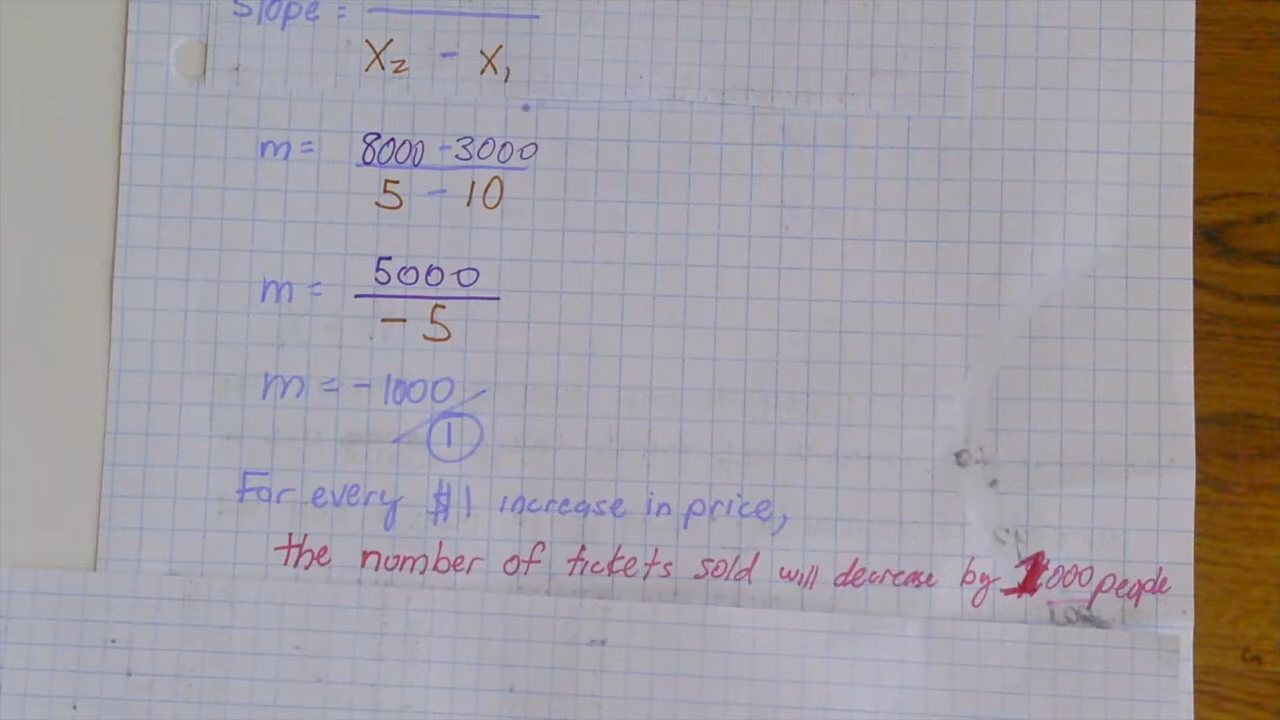 Slope =
X₂ - X₁
m = 8000 - 3000
5 - 10
m = 5000
- 5
m = - 1000
1
For every $1 increase in price,
the number of tickets sold will decrease by 1000 people